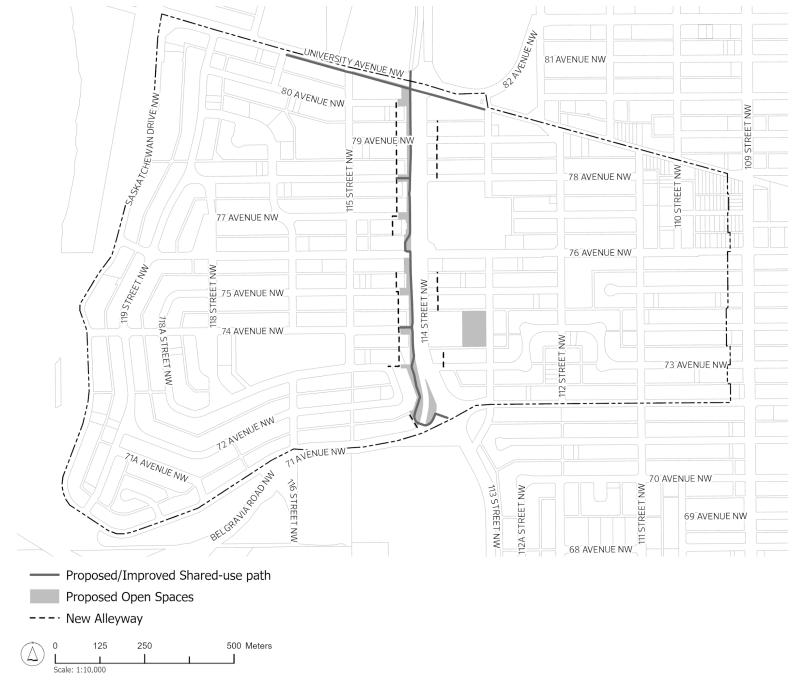 UNIVERSITY AVENUE NW
82 AVENUE NW
81 AVENUE NW
80 AVENUE NW
SASKATCHEWAN DRIVE NW
109 STREET NW
79 AVENUE NW
115 STREET NW
78 AVENUE NW
110 STREET NW
77 AVENUE NW
76 AVENUE NW
119 STREET NW
118 STREET NW
75 AVENUE NW
114 STREET NW
718A STREET NW
74 AVENUE NW
112 STREET NW
73 AVENUE NW
72 AVENUE NW
71A AVENUE NW
71 AVENUE NW
BELGRAVIA ROAD NW
116 STREET NW
113 STREET NW
112A STREET NW
111 STREET NW
70 AVENUE NW
69 AVENUE NW
68 AVENUE NW
Proposed/Improved Shared-use path
Proposed Open Spaces
New Alleyway
0 125 250 500 Meters
Scale: 1:10,000